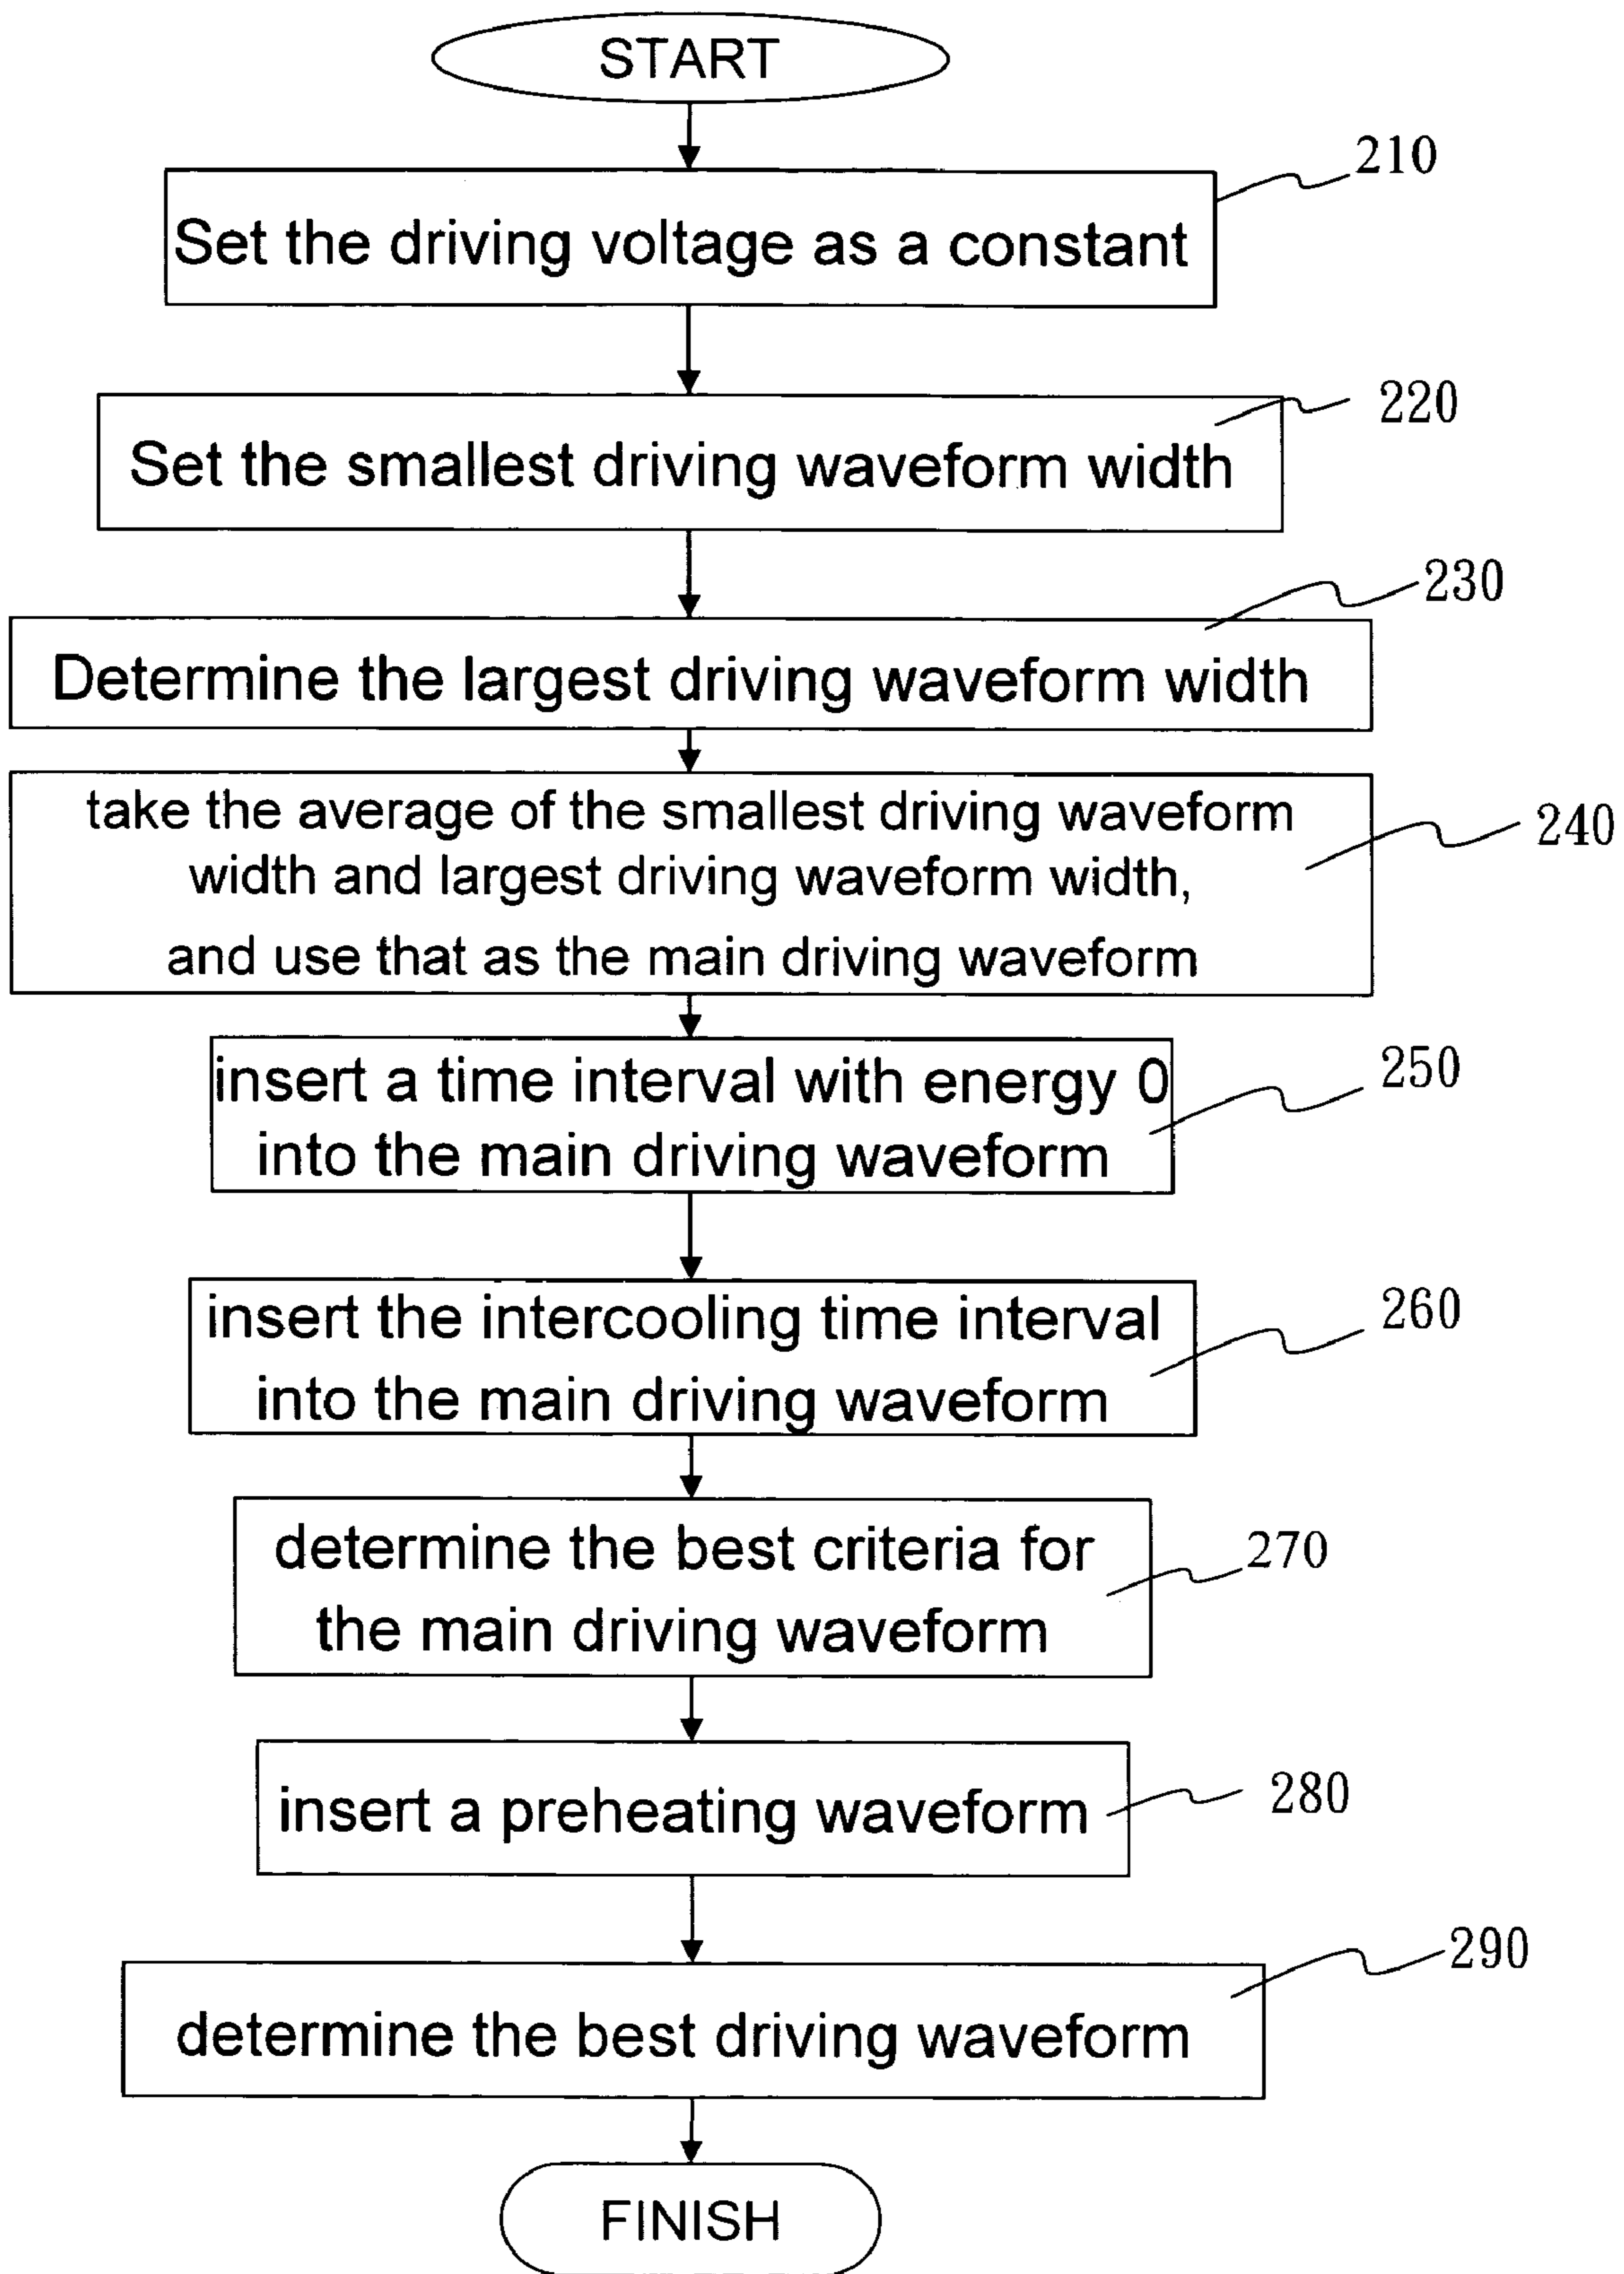 START
210
Set the driving voltage as a constant
220
Set the smallest driving waveform width
230
Determine the largest driving waveform width
take the average of the smallest driving waveform
width and largest driving waveform width,
and use that as the main driving waveform
240
insert a time interval with energy 0
into the main driving waveform
250
insert the intercooling time interval
into the main driving waveform
260
determine the best criteria for
the main driving waveform
270
insert a preheating waveform
280
290
determine the best driving waveform
FINISH